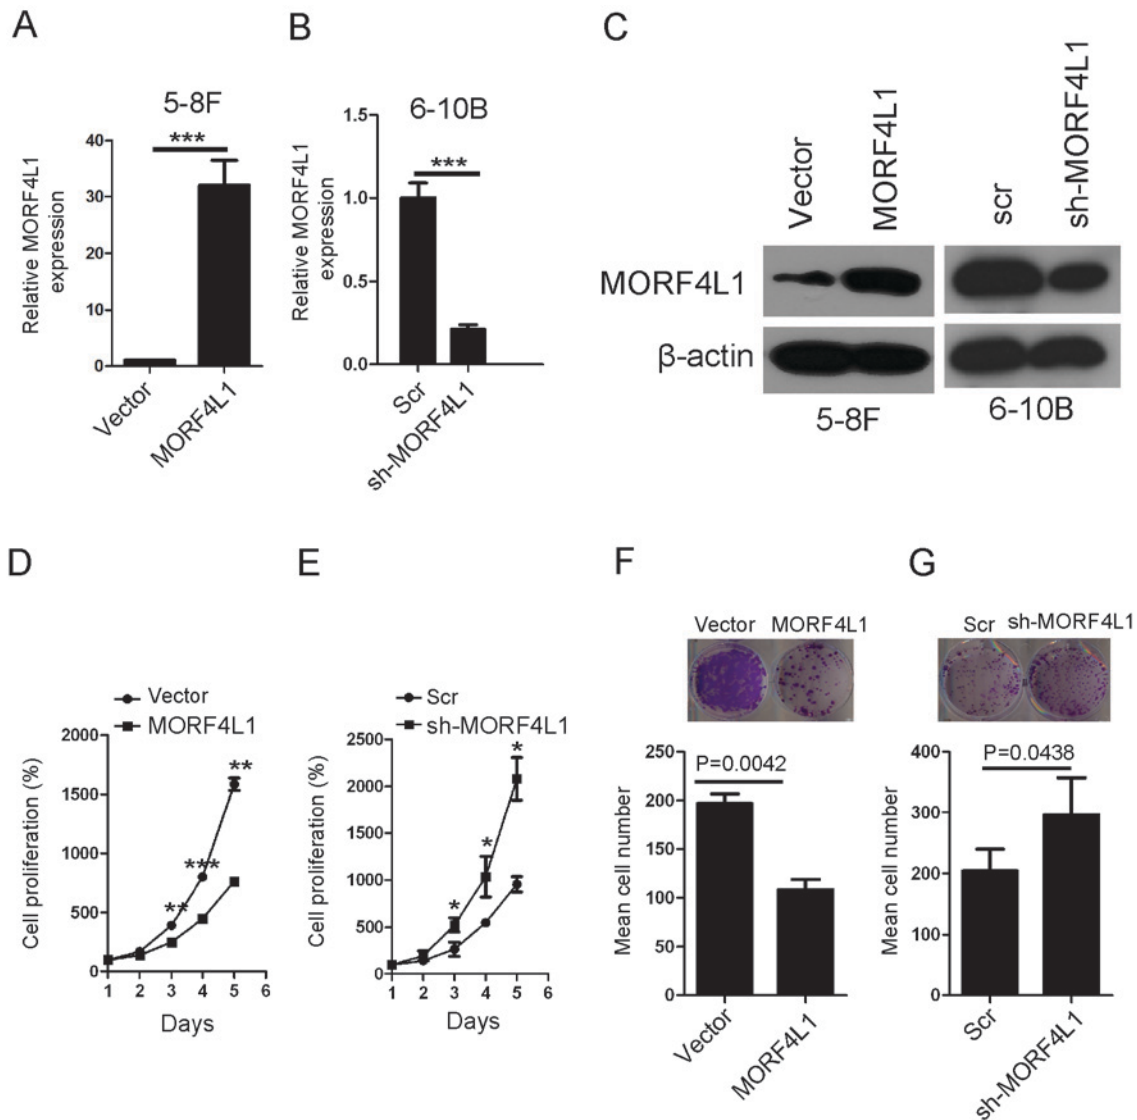 A
5-8F
***
40
30
20
10
0
Relative MORF4L1
expression
Vector
MORF4L1
B
6-10B
***
1.5
1.0
0.5
0.0
Relative MORF4L1
expression
Scr
sh-MORF4L1
C
Vector
MORF4L1
scr
sh-MORF4L1
MORF4L1
β-actin
5-8F
6-10B
D
Vector
MORF4L1
2000
1500
1000
500
0
Cell proliferation (%)
**
***
**
1 2 3 4 5 6
Days
E
Scr
sh-MORF4L1
2500
2000
1500
1000
500
0
Cell proliferation (%)
*
*
*
1 2 3 4 5 6
Days
F
Vector MORF4L1
250
200
150
100
50
0
P=0.0042
Mean cell number
Vector
MORF4L1
G
Scr sh-MORF4L1
400
300
200
100
0
P=0.0438
Mean cell number
Scr
sh-MORF4L1